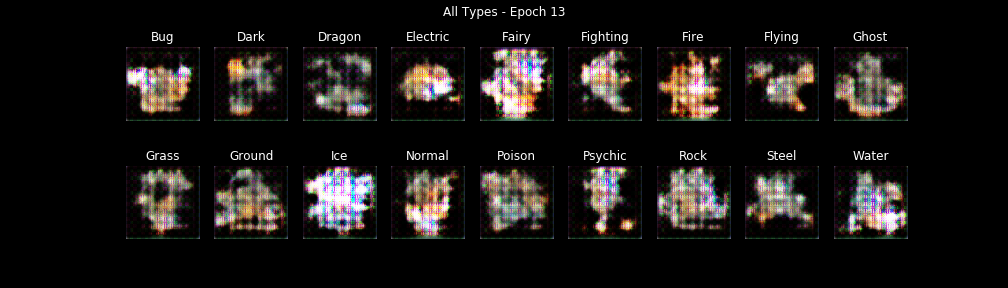 All Types - Epoch 13
Bug Dark Dragon Electric Fairy Fighting Fire Flying Ghost
Grass Ground Ice Normal Poison Psychic Rock Steel Water